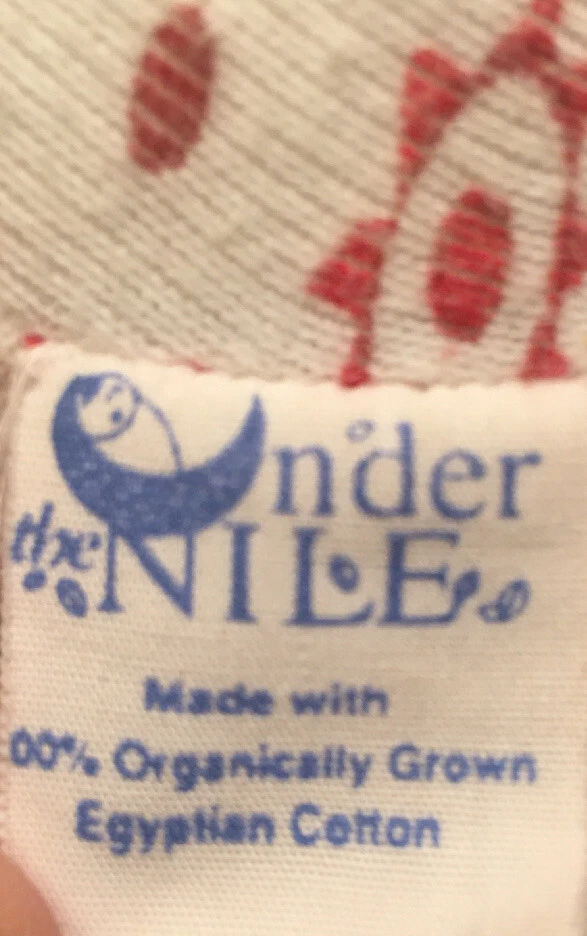 Under
the NILE
Made with
00% Organically Grown
Egyptian Cotton